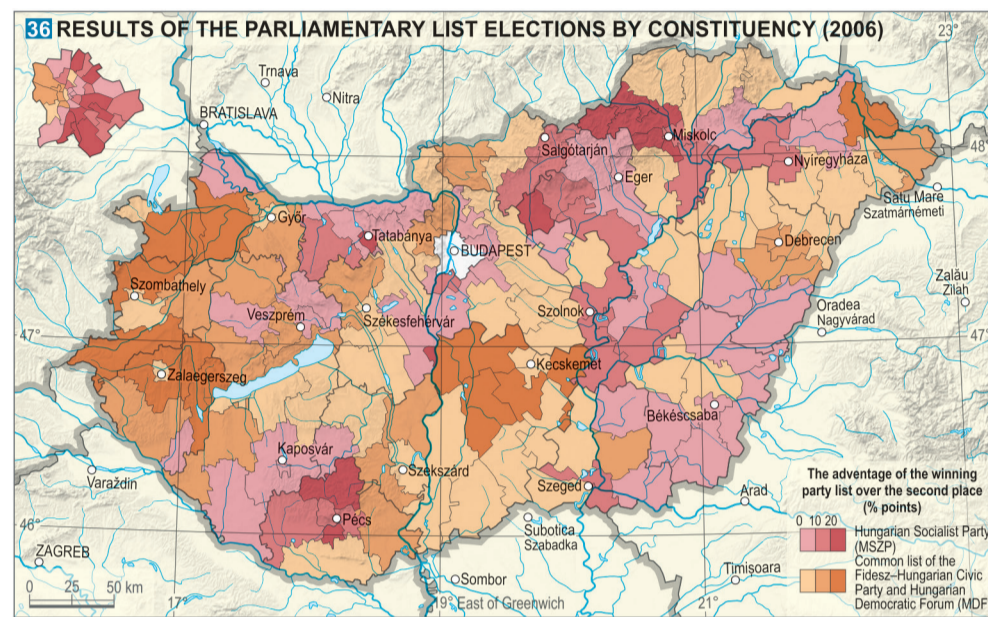 36 RESULTS OF THE PARLIAMENTARY LIST ELECTIONS BY CONSTITUENCY (2006)
23°
Trnava
Nitra
BRATISLAVA
Salgótarján
Miskolc
48°
Nyíregyháza
Eger
Satu Mare
Szatmárnémeti
Győr
Tatabánya
BUDAPEST
Debrecen
Szombathely
Zalău
Zilah
Veszprém
Székesfehérvár
Szolnok
Oradea
Nagyvárad
47°
47°
Zalaegerszeg
Kecskemét
Békéscsaba
Kaposvár
Szekszárd
Varaždin
Szeged
Arad
Pécs
46°
Subotica
Szabadka
ZAGREB
Timişoara
Sombor
0 25 50 km
17°
19° East of Greenwich
21°
The advantage of the winning
party list over the second place
(% points)
0 10 20
Hungarian Socialist Party
(MSZP)
Common list of the
Fidesz–Hungarian Civic
Party and Hungarian
Democratic Forum (MDF